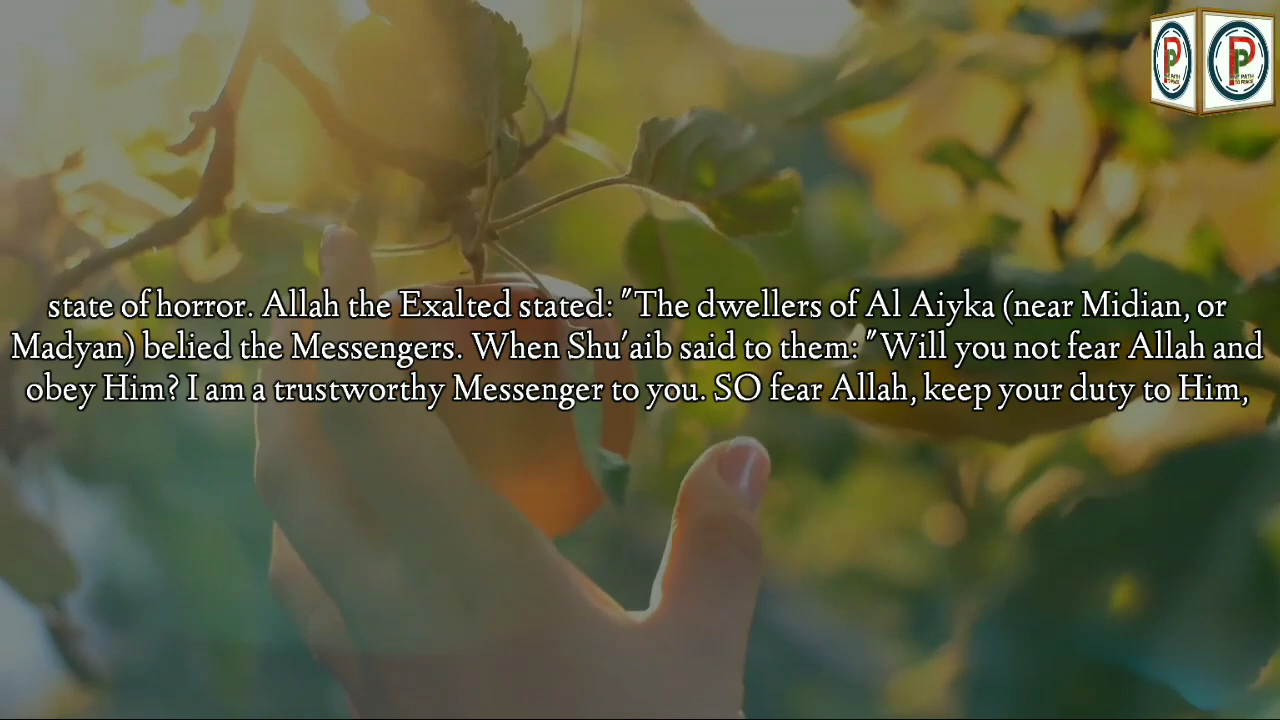 state of horror. Allah the Exalted stated: "The dwellers of Al Aiyka (near Midian, or
Madyan) belied the Messengers. When Shu'aib said to them: "Will you not fear Allah and
obey Him? I am a trustworthy Messenger to you. SO fear Allah, keep your duty to Him,